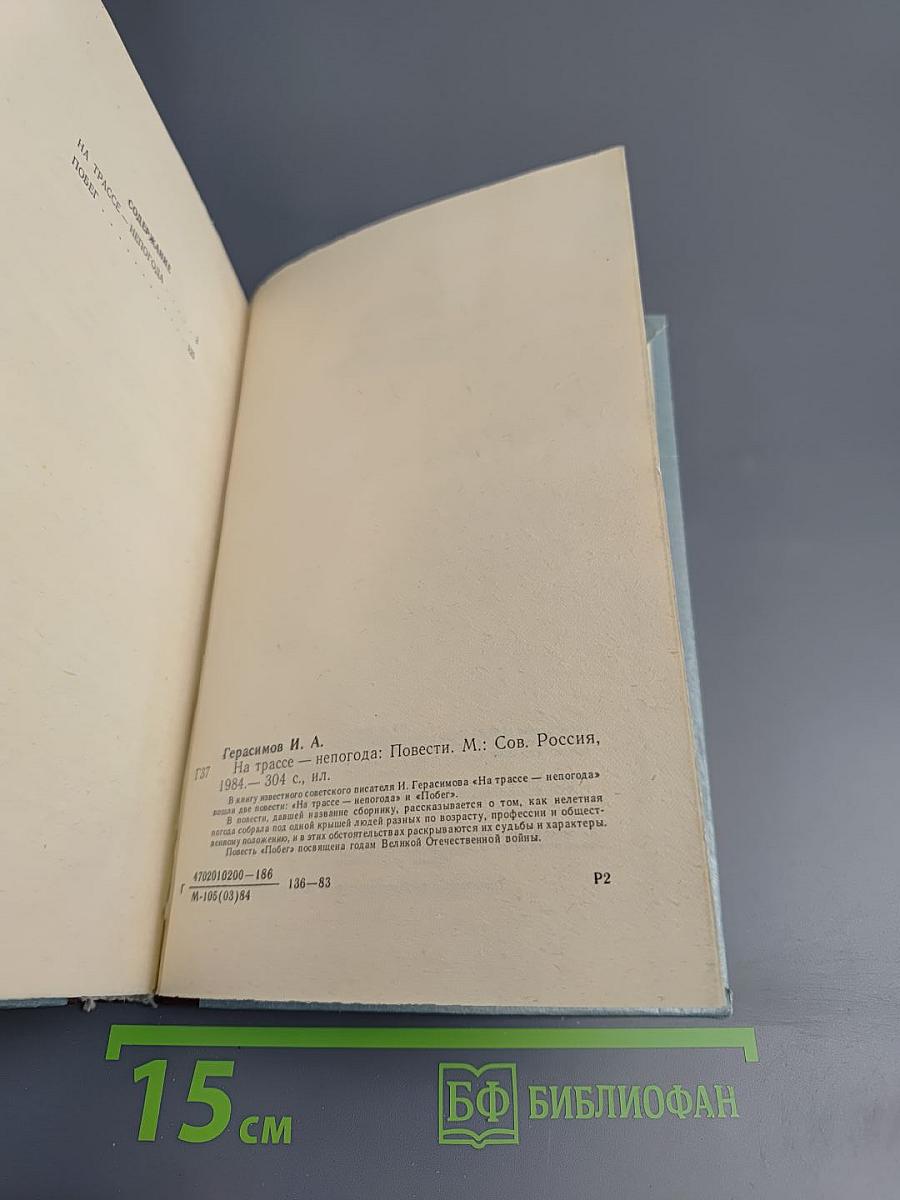 СОДЕРЖАНИЕ
НА ТРАССЕ — НЕПОГОДА . . . 3
ПОБЕГ . . . . . . . . .
Герасимов И. А.
Г37 На трассе — непогода: Повести. М.: Сов. Россия,
1984.— 304 с., ил.
В книгу известного советского писателя И. Герасимова «На трассе — непогода»
вошли две повести: «На трассе — непогода» и «Побег».
В повести, давшей название сборнику, рассказывается о том, как нелетная
погода собрала под одной крышей людей разных по возрасту, профессии и общест-
венному положению, и в этих обстоятельствах раскрываются их судьбы и характеры.
Повесть «Побег» посвящена годам Великой Отечественной войны.
Г 4702010200—186
М-105(03)84 136—83 Р2
15 см
БФ БИБЛИОФАН